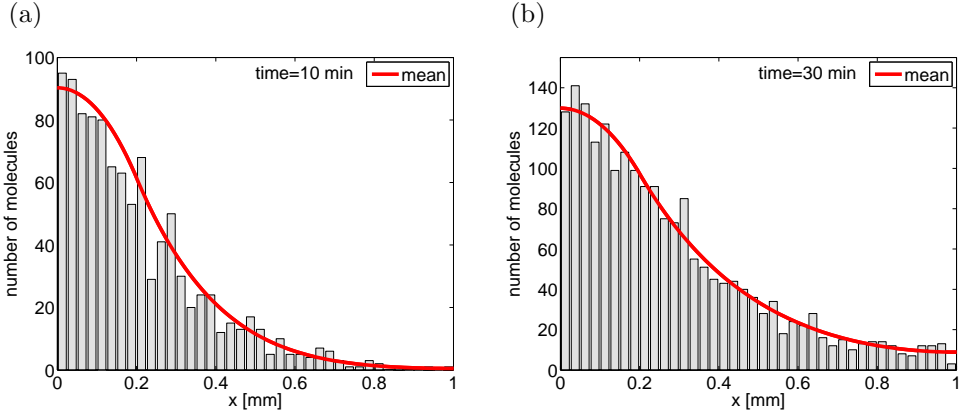 (a)
time=10 min
mean
100
80
60
40
20
0
number of molecules
0 0.2 0.4 0.6 0.8 1
x [mm]
(b)
time=30 min
mean
140
120
100
80
60
40
20
0
number of molecules
0 0.2 0.4 0.6 0.8 1
x [mm]